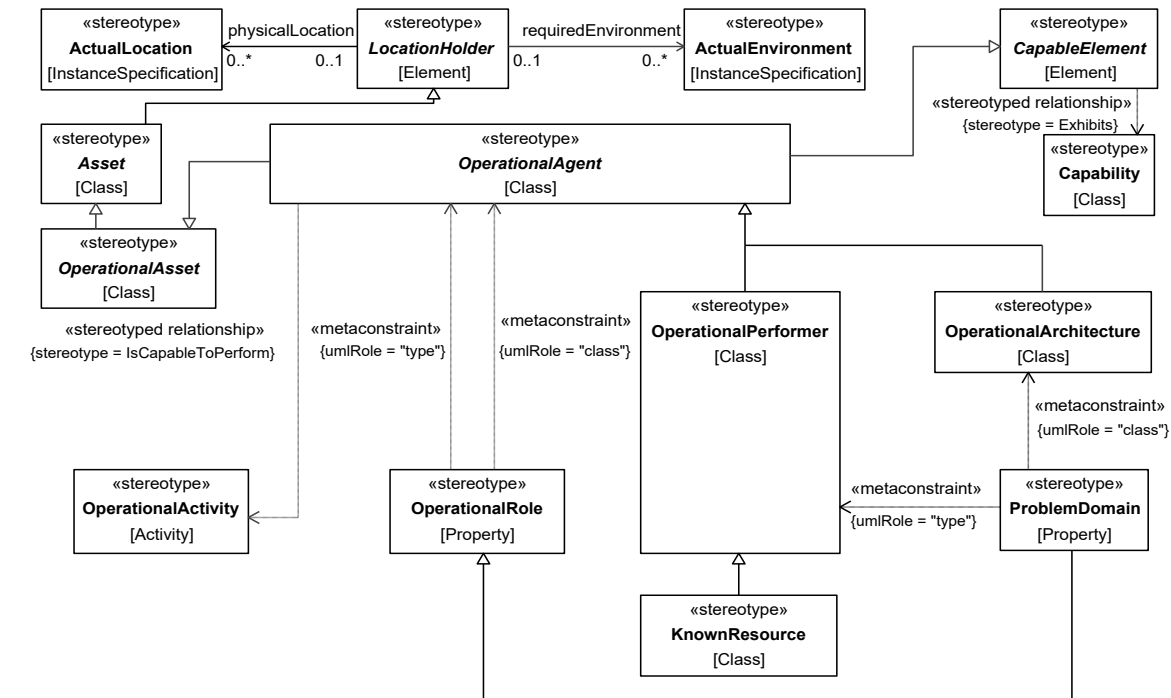 «stereotype»
ActualLocation
[InstanceSpecification]
physicalLocation
0..*
0..1
«stereotype»
LocationHolder
[Element]
requiredEnvironment
0..1
0..*
«stereotype»
ActualEnvironment
[InstanceSpecification]
«stereotype»
CapableElement
[Element]
«stereotyped relationship»
{stereotype = Exhibits}
«stereotype»
Capability
[Class]
«stereotype»
Asset
[Class]
«stereotype»
OperationalAgent
[Class]
«stereotype»
OperationalAsset
[Class]
«stereotyped relationship»
{stereotype = IsCapableToPerform}
«metaconstraint»
{umlRole = "type"}
«metaconstraint»
{umlRole = "class"}
«stereotype»
OperationalPerformer
[Class]
«stereotype»
OperationalArchitecture
[Class]
«metaconstraint»
{umlRole = "class"}
«stereotype»
OperationalActivity
[Activity]
«stereotype»
OperationalRole
[Property]
«metaconstraint»
{umlRole = "type"}
«stereotype»
ProblemDomain
[Property]
«stereotype»
KnownResource
[Class]